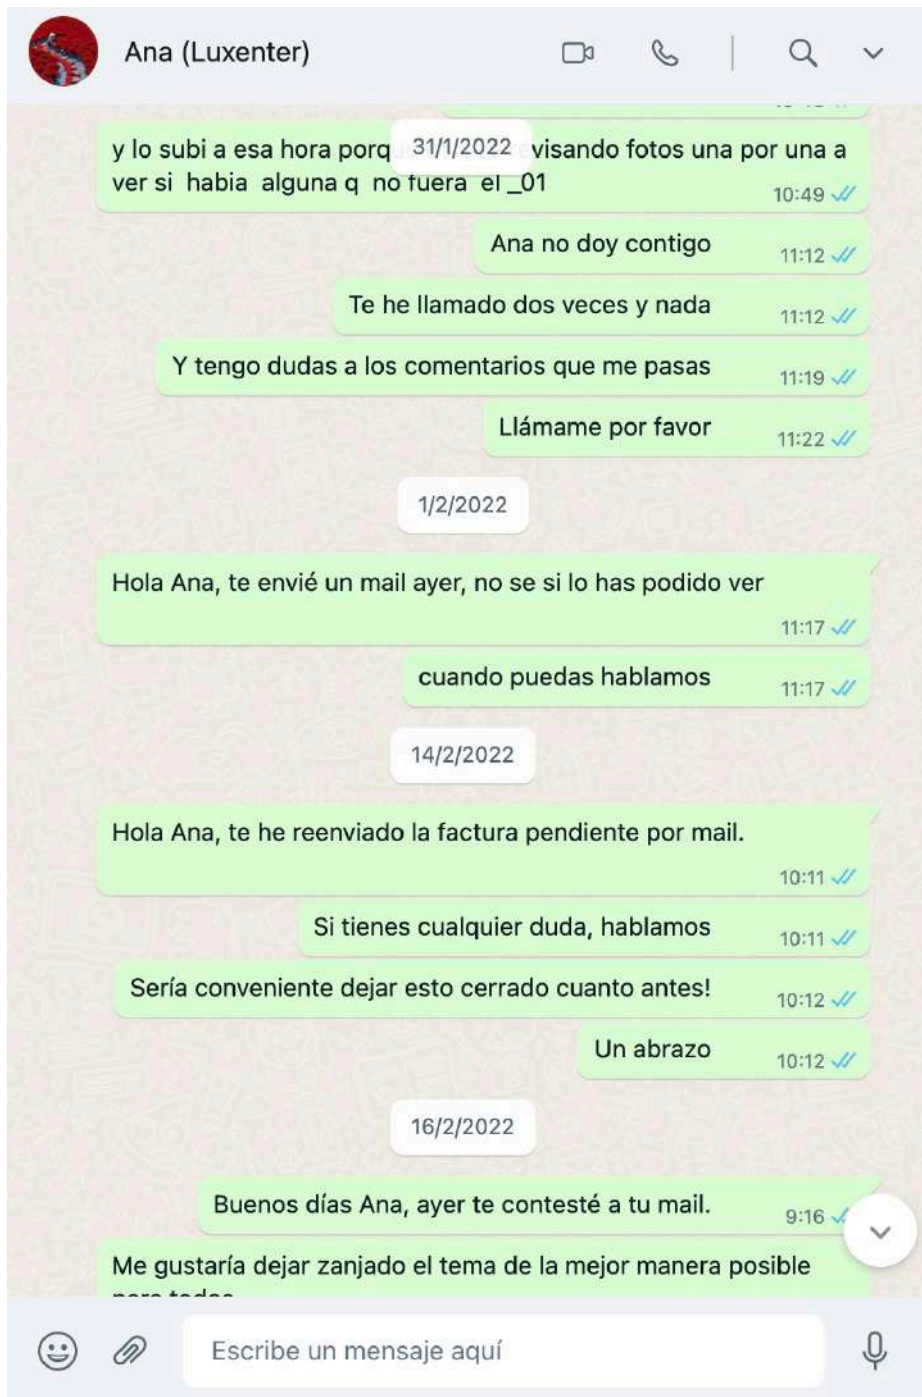 Ana (Luxenter)
y lo subi a esa hora porq visando fotos una por una a
31/1/2022
ver si habia alguna q no fuera el _01
10:49
Ana no doy contigo
11:12
Te he llamado dos veces y nada
11:12
Y tengo dudas a los comentarios que me pasas
11:19
Llámame por favor
11:22
1/2/2022
Hola Ana, te envié un mail ayer, no se si lo has podido ver
11:17
cuando puedas hablamos
11:17
14/2/2022
Hola Ana, te he reenviado la factura pendiente por mail.
10:11
Si tienes cualquier duda, hablamos
10:11
Sería conveniente dejar esto cerrado cuanto antes!
10:12
Un abrazo
10:12
16/2/2022
Buenos días Ana, ayer te contesté a tu mail.
9:16
Me gustaría dejar zanjado el tema de la mejor manera posible
Escribe un mensaje aquí